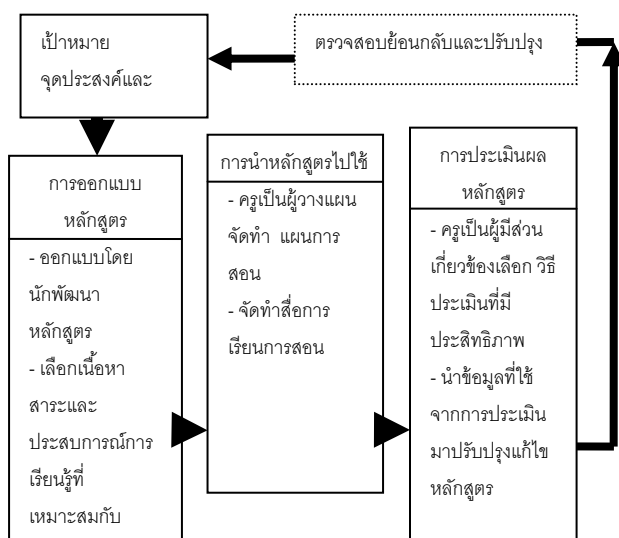 เป้าหมาย
จุดประสงค์และ
ตรวจสอบย้อนกลับและปรับปรุง
การออกแบบ
หลักสูตร
- ออกแบบโดย
นักพัฒนา
หลักสูตร
- เลือกเนื้อหา
สาระและ
ประสบการณ์การ
เรียนรู้ที่
เหมาะสมกับ
การนำหลักสูตรไปใช้
- ครูเป็นผู้วางแผน
จัดทำ แผนการ
สอน
- จัดทำสื่อการ
เรียนการสอน
การประเมินผล
หลักสูตร
- ครูเป็นผู้มีส่วน
เกี่ยวข้องเลือก วิธี
ประเมินที่มี
ประสิทธิภาพ
- นำข้อมูลที่ใช้
จากการประเมิน
มาปรับปรุงแก้ไข
หลักสูตร